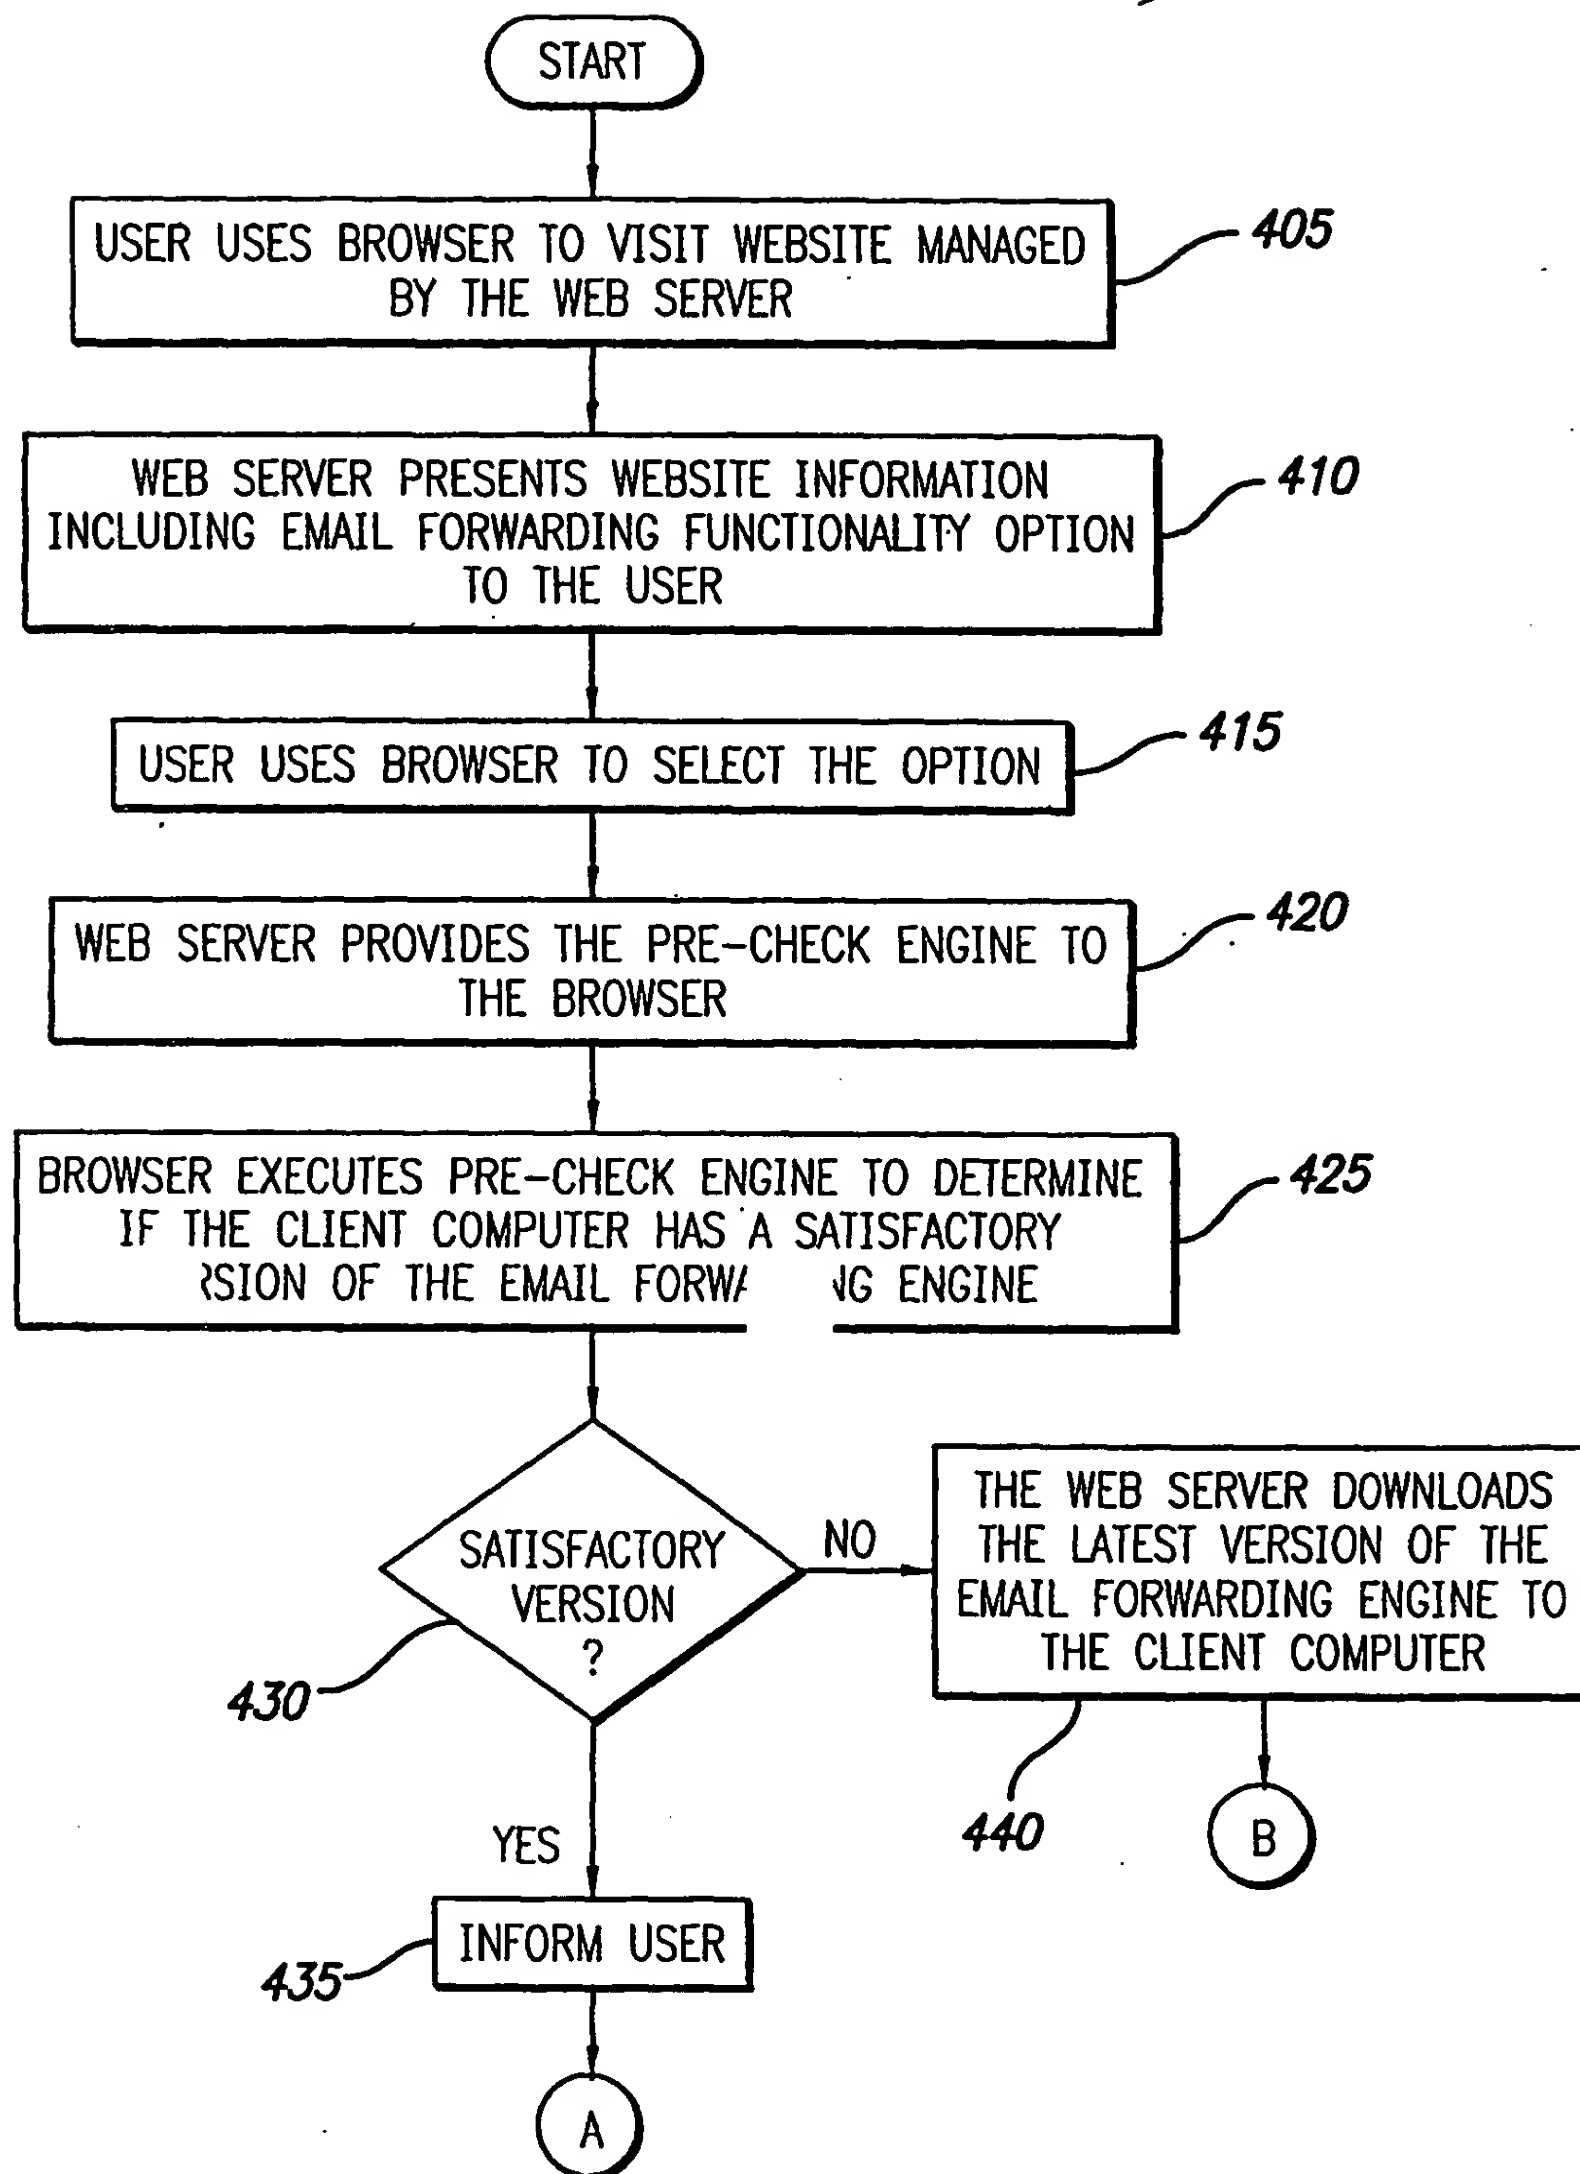 START
USER USES BROWSER TO VISIT WEBSITE MANAGED
BY THE WEB SERVER
405
WEB SERVER PRESENTS WEBSITE INFORMATION
INCLUDING EMAIL FORWARDING FUNCTIONALITY OPTION
TO THE USER
410
USER USES BROWSER TO SELECT THE OPTION
415
WEB SERVER PROVIDES THE PRE-CHECK ENGINE TO
THE BROWSER
420
BROWSER EXECUTES PRE-CHECK ENGINE TO DETERMINE
IF THE CLIENT COMPUTER HAS A SATISFACTORY
OF THE EMAIL ENGINE
425
SATISFACTORY
VERSION
?
430
NO
THE WEB SERVER DOWNLOADS
THE LATEST VERSION OF THE
EMAIL FORWARDING ENGINE TO
THE CLIENT COMPUTER
440
B
YES
INFORM USER
435
A